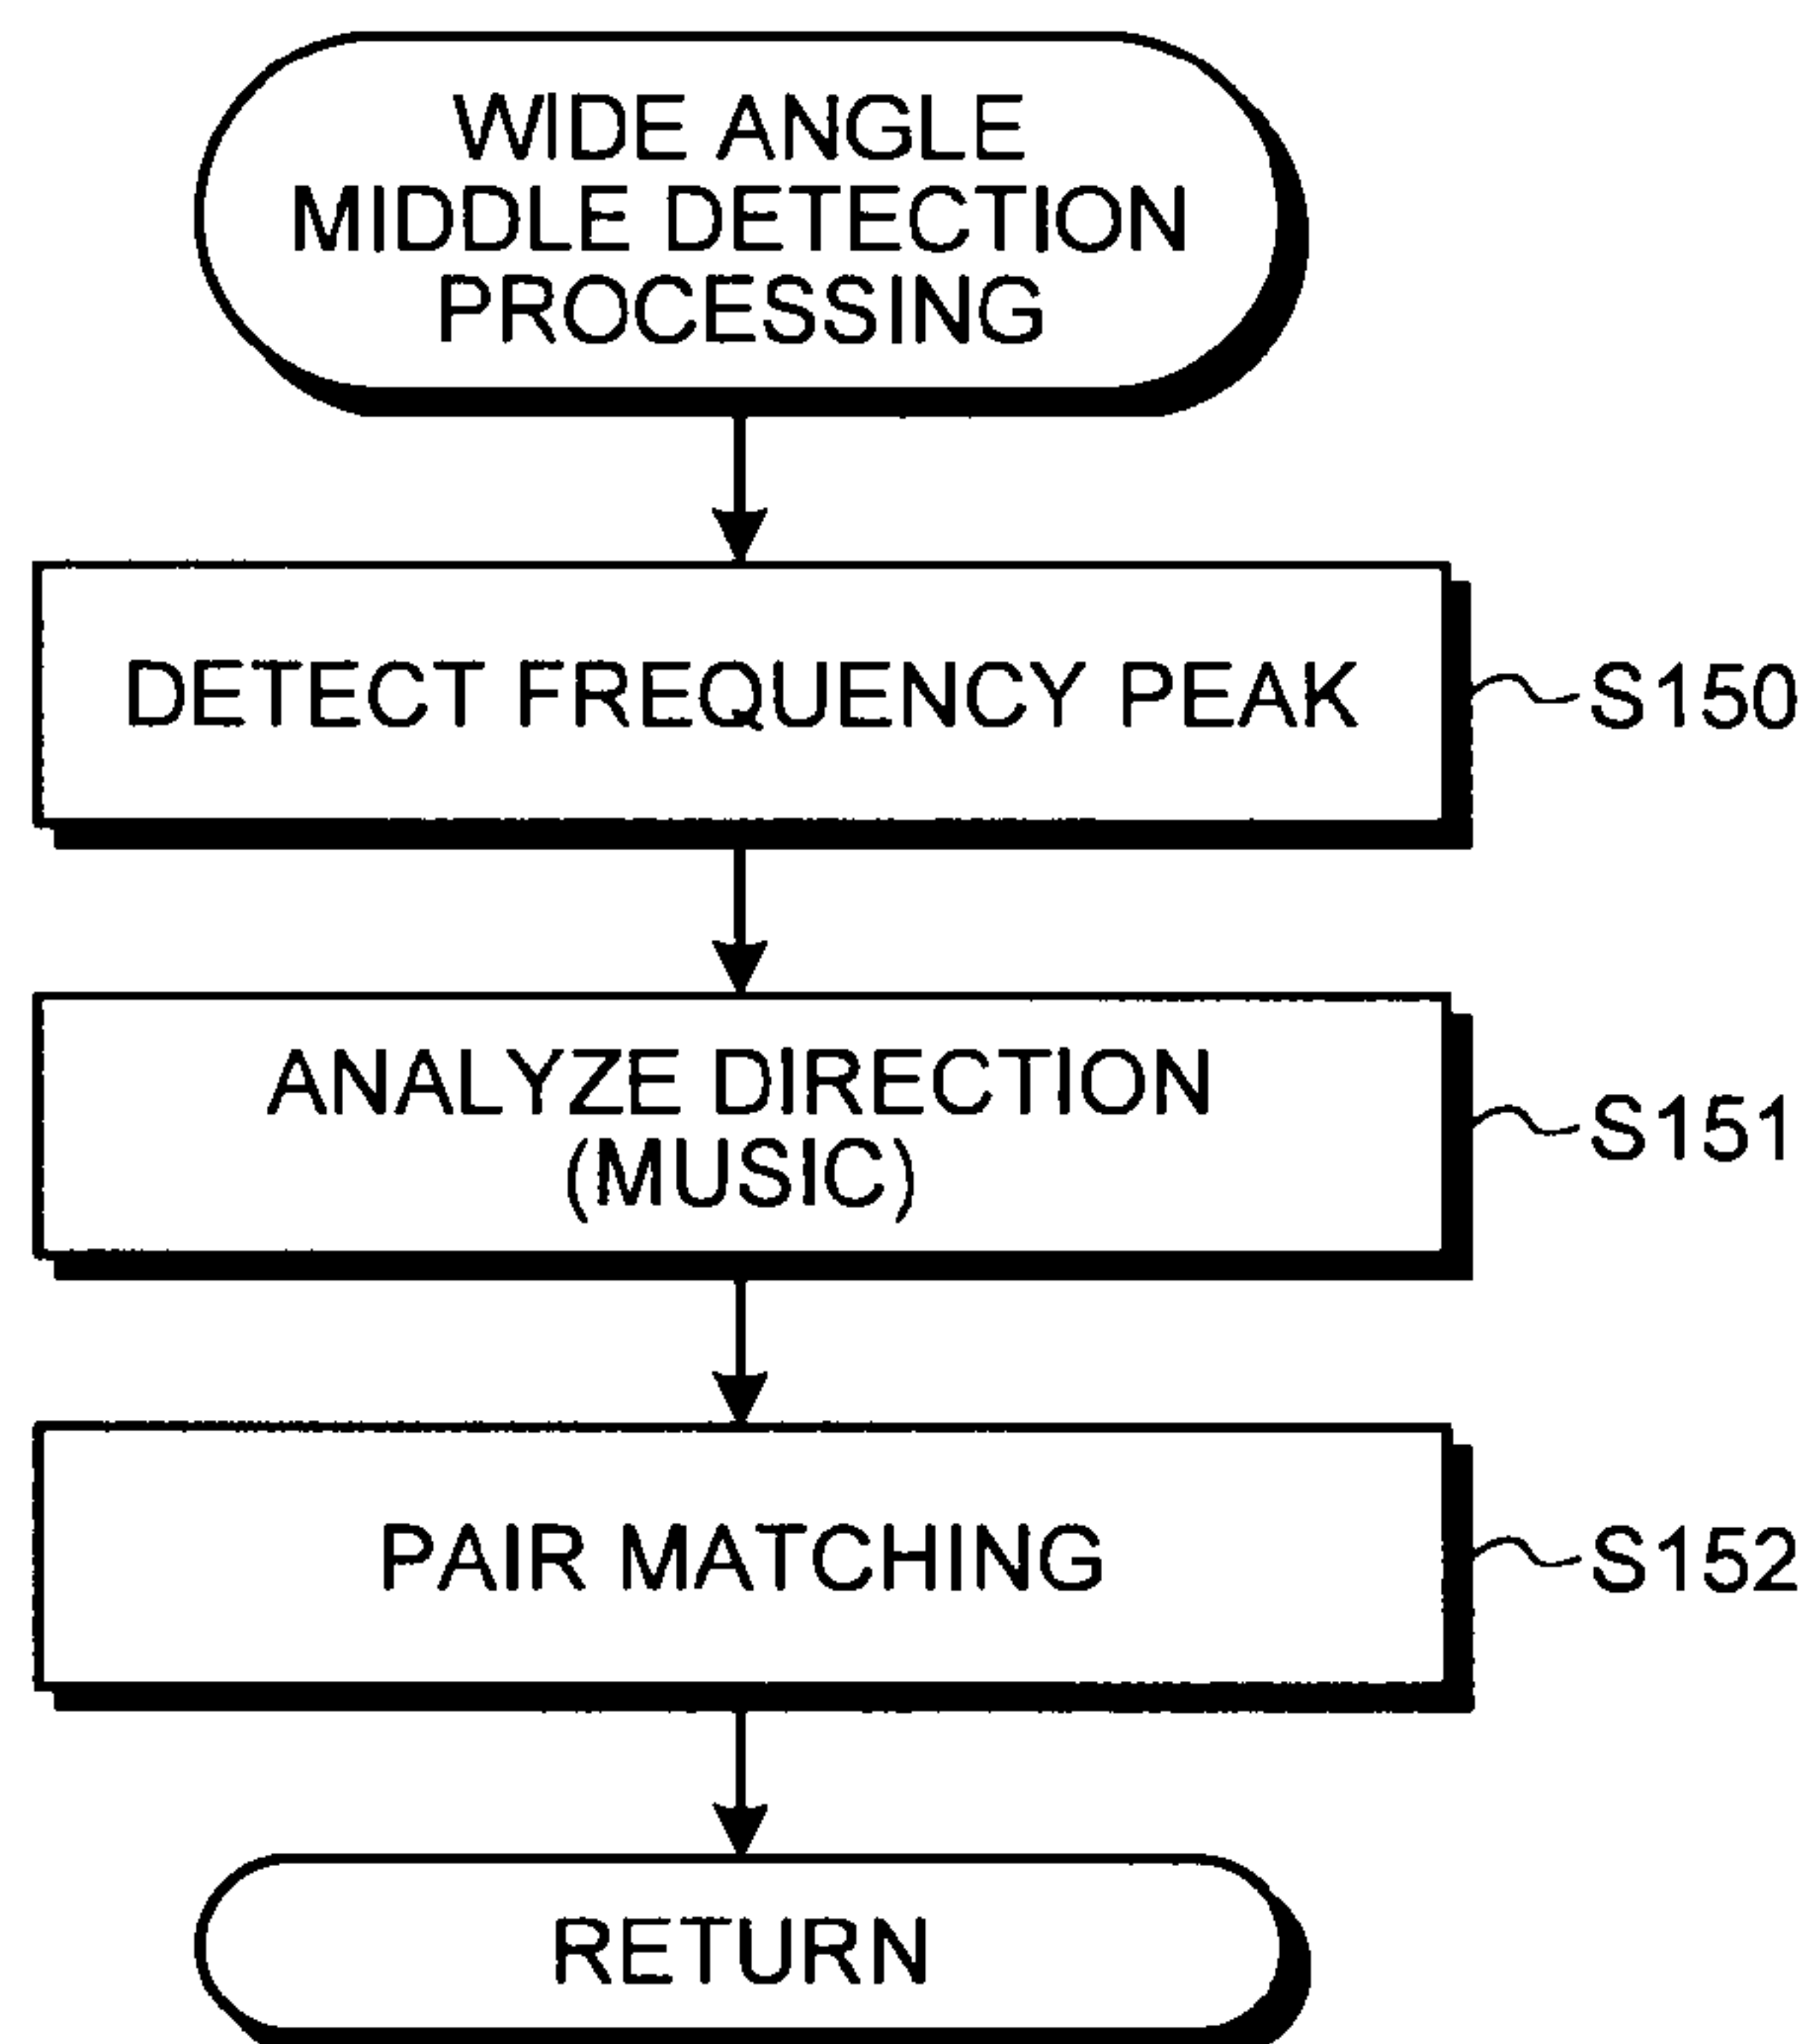 WIDE ANGLE
MIDDLE DETECTION
PROCESSING
DETECT FREQUENCY PEAK
S150
ANALYZE DIRECTION
(MUSIC)
S151
PAIR MATCHING
S152
RETURN